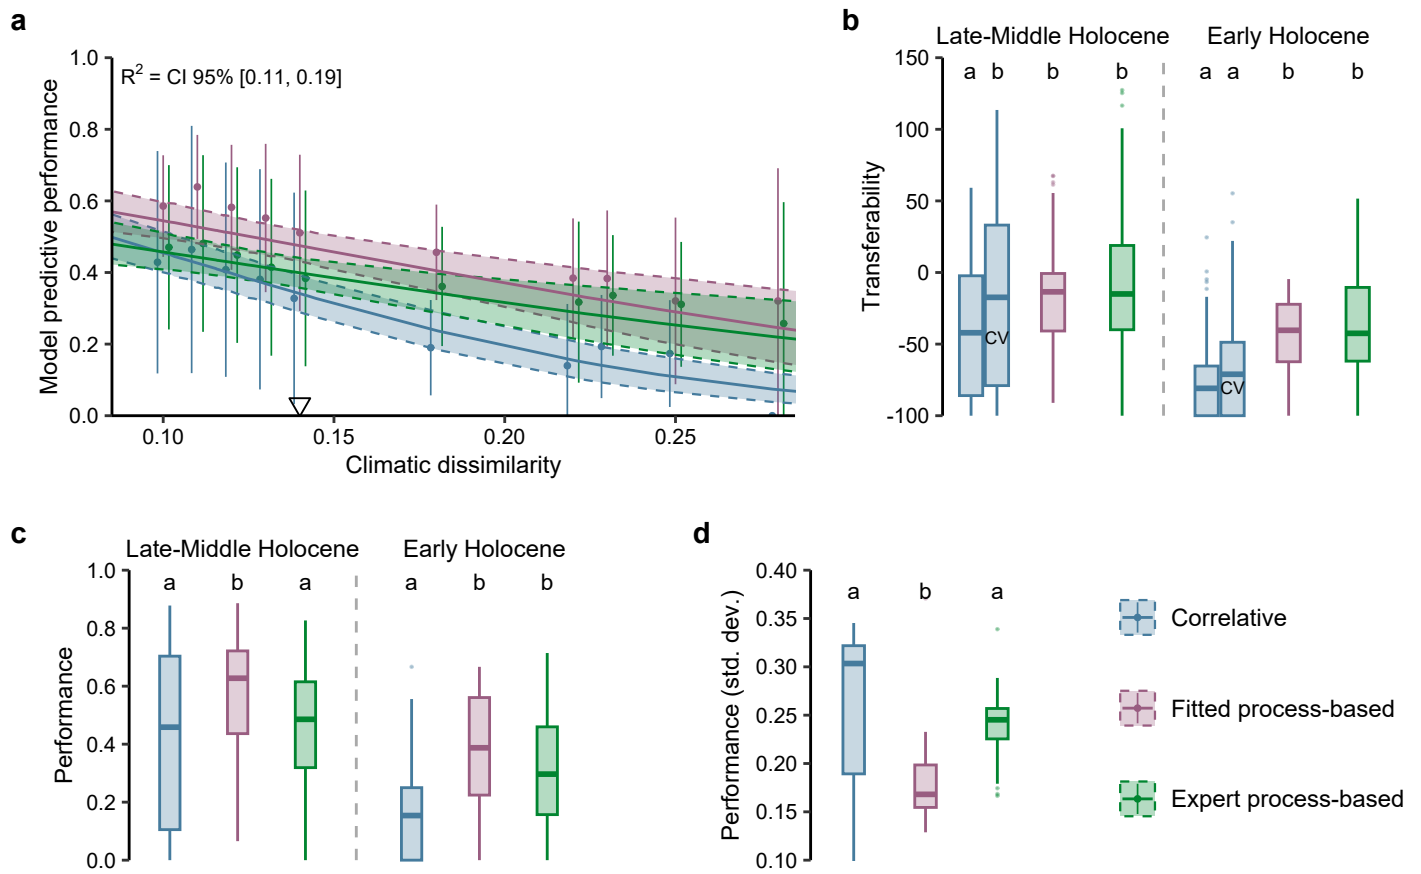 a
R² = CI 95% [0.11, 0.19]
Model predictive performance
1.0
0.8
0.6
0.4
0.2
0.0
0.10
0.15
0.20
0.25
Climatic dissimilarity
b
Late-Middle Holocene
Early Holocene
a b b b a a b b
Transferability
150
100
50
0
-50
-100
CV
CV
c
Late-Middle Holocene
Early Holocene
a b a a b b
Performance
1.0
0.8
0.6
0.4
0.2
0.0
d
a b a
Performance (std. dev.)
0.40
0.35
0.30
0.25
0.20
0.15
0.10
Correlative
Fitted process-based
Expert process-based